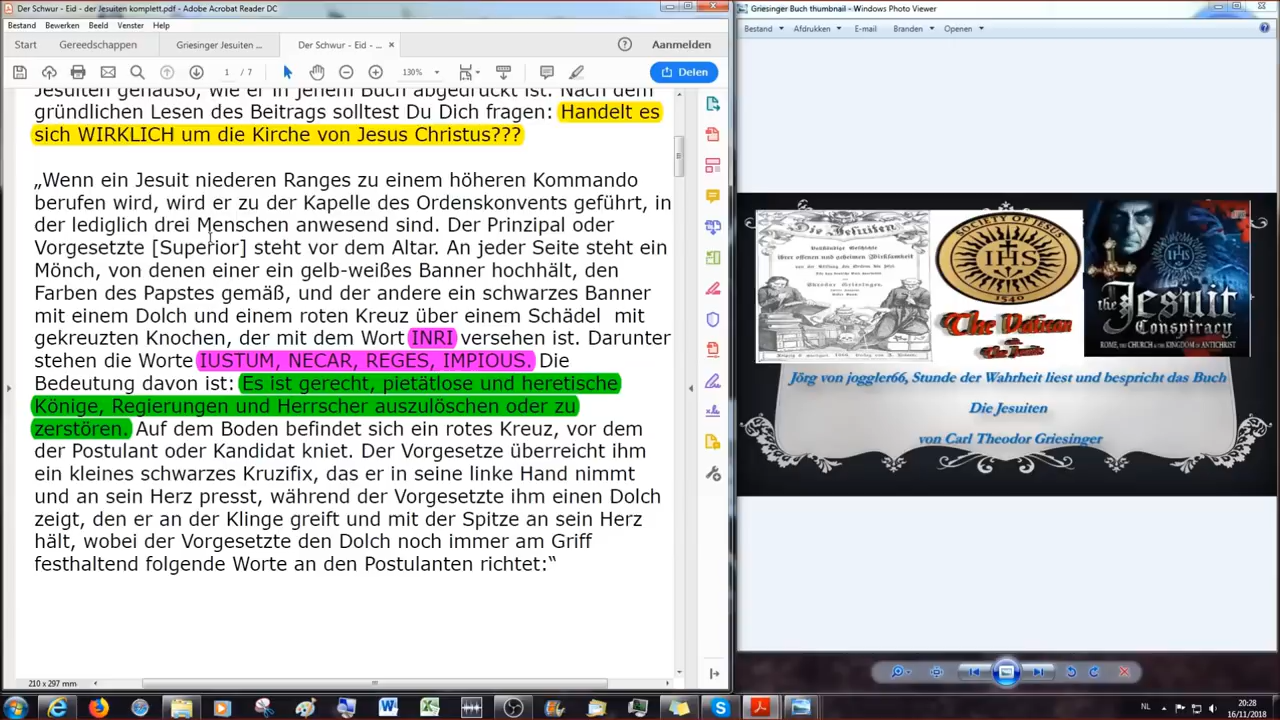 Der Schwur - Eid - der Jesuiten komplett.pdf - Adobe Acrobat Reader DC
Bestand Bewerken Beeld Venster Help
Start Gereedschappen Griesinger Jesuiten ... Der Schwur - Eid - ... × Aanmelden
1 / 7 130% Delen
Jesuiten genauso, wie er in jenem Buch abgedruckt ist. Nach dem
gründlichen Lesen des Beitrags solltest Du Dich fragen: Handelt es
sich WIRKLICH um die Kirche von Jesus Christus???
„Wenn ein Jesuit niederen Ranges zu einem höheren Kommando
berufen wird, wird er zu der Kapelle des Ordenskonvents geführt, in
der lediglich drei Menschen anwesend sind. Der Prinzipal oder
Vorgesetzte [Superior] steht vor dem Altar. An jeder Seite steht ein
Mönch, von denen einer ein gelb-weißes Banner hochhält, den
Farben des Papstes gemäß, und der andere ein schwarzes Banner
mit einem Dolch und einem roten Kreuz über einem Schädel mit
gekreuzten Knochen, der mit dem Wort INRI versehen ist. Darunter
stehen die Worte IUSTUM, NECAR, REGES, IMPIOUS. Die
Bedeutung davon ist: Es ist gerecht, pietätlose und heretische
Könige, Regierungen und Herrscher auszulöschen oder zu
zerstören. Auf dem Boden befindet sich ein rotes Kreuz, vor dem
der Postulant oder Kandidat kniet. Der Vorgesetze überreicht ihm
ein kleines schwarzes Kruzifix, das er in seine linke Hand nimmt
und an sein Herz presst, während der Vorgesetzte ihm einen Dolch
zeigt, den er an der Klinge greift und mit der Spitze an sein Herz
hält, wobei der Vorgesetzte den Dolch noch immer am Griff
festhaltend folgende Worte an den Postulanten richtet:“
210 x 297 mm
Griesinger Buch thumbnail - Windows Photo Viewer
Bestand Afdrukken E-mail Branden Openen
Die Jesuiten
SOCIETY OF JESUS
IHS
1540
The Vatican
Jesuits
IHS
the Jesuit
Conspiracy
ROME, THE CHURCH & THE KINGDOM OF ANTICHRIST
Jörg von joggler66, Stunde der Wahrheit liest und bespricht das Buch
Die Jesuiten
von Carl Theodor Griesinger
NL
20:28
16/11/2018